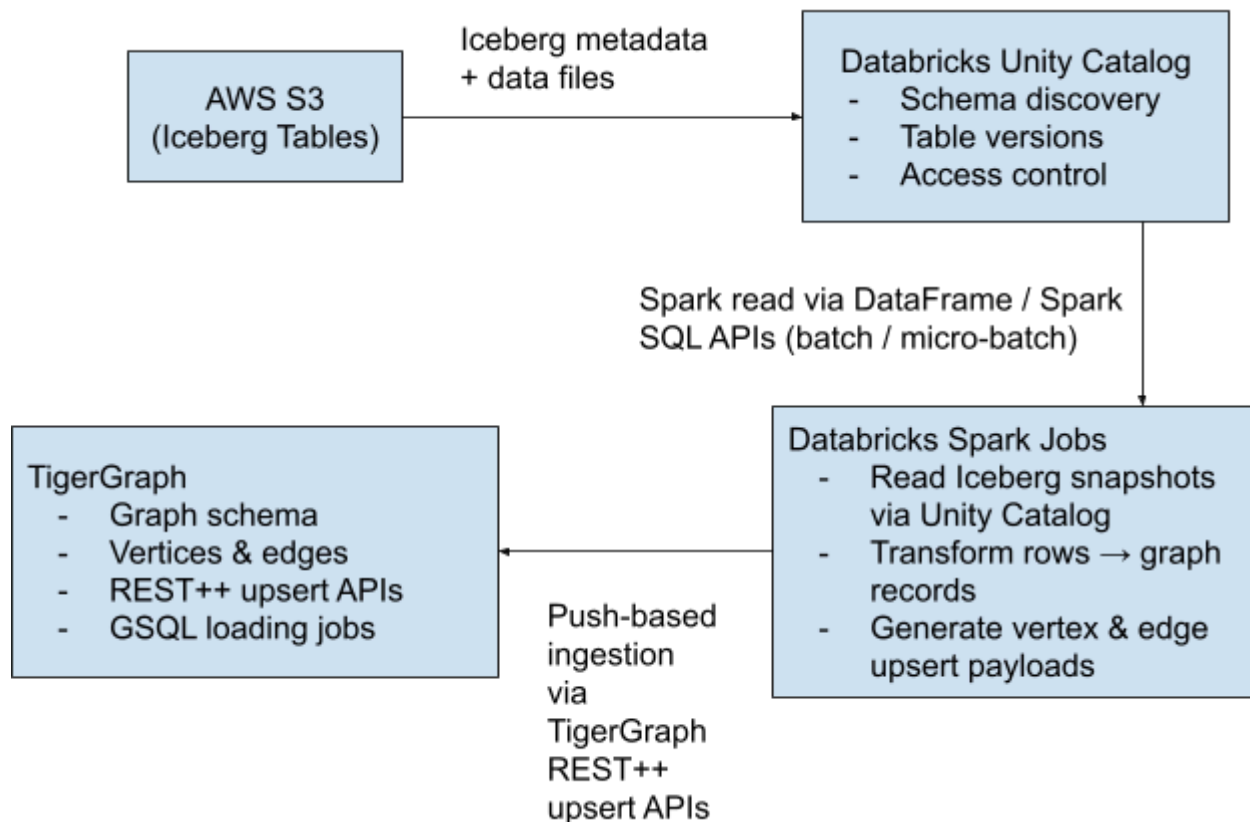 AWS S3
(Iceberg Tables)
Iceberg metadata
+ data files
Databricks Unity Catalog
- Schema discovery
- Table versions
- Access control
Spark read via DataFrame / Spark
SQL APIs (batch / micro-batch)
Databricks Spark Jobs
- Read Iceberg snapshots
via Unity Catalog
- Transform rows → graph
records
- Generate vertex & edge
upsert payloads
Push-based
ingestion
via
TigerGraph
REST++
upsert APIs
TigerGraph
- Graph schema
- Vertices & edges
- REST++ upsert APIs
- GSQL loading jobs